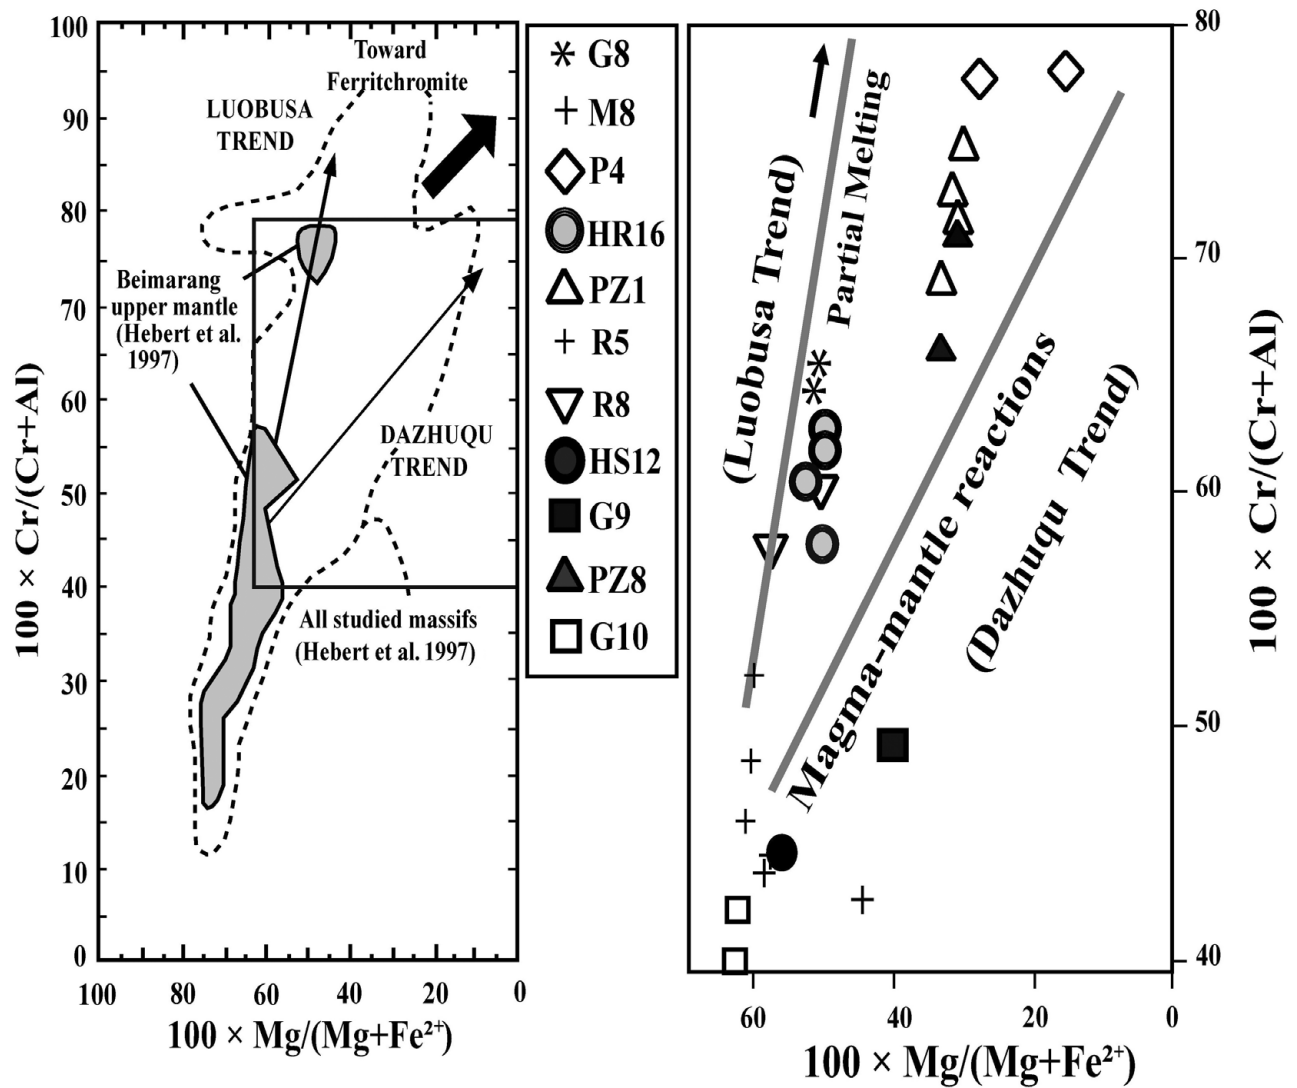 100
90
80
70
60
50
40
30
20
10
0
100 × Cr/(Cr+Al)
100
80
60
40
20
0
100 × Mg/(Mg+Fe²⁺)
Toward
Ferritchromite
LUOBUSA
TREND
Beimarang
upper mantle
(Hebert et al.
1997)
DAZHUQU
TREND
All studied massifs
(Hebert et al. 1997)
G8
M8
P4
HR16
PZ1
R5
R8
HS12
G9
PZ8
G10
(Luobusa Trend)
Partial Melting
Magma-mantle reactions
(Dazhuqu Trend)
80
70
60
50
40
100 × Cr/(Cr+Al)
60
40
20
0
100 × Mg/(Mg+Fe²⁺)